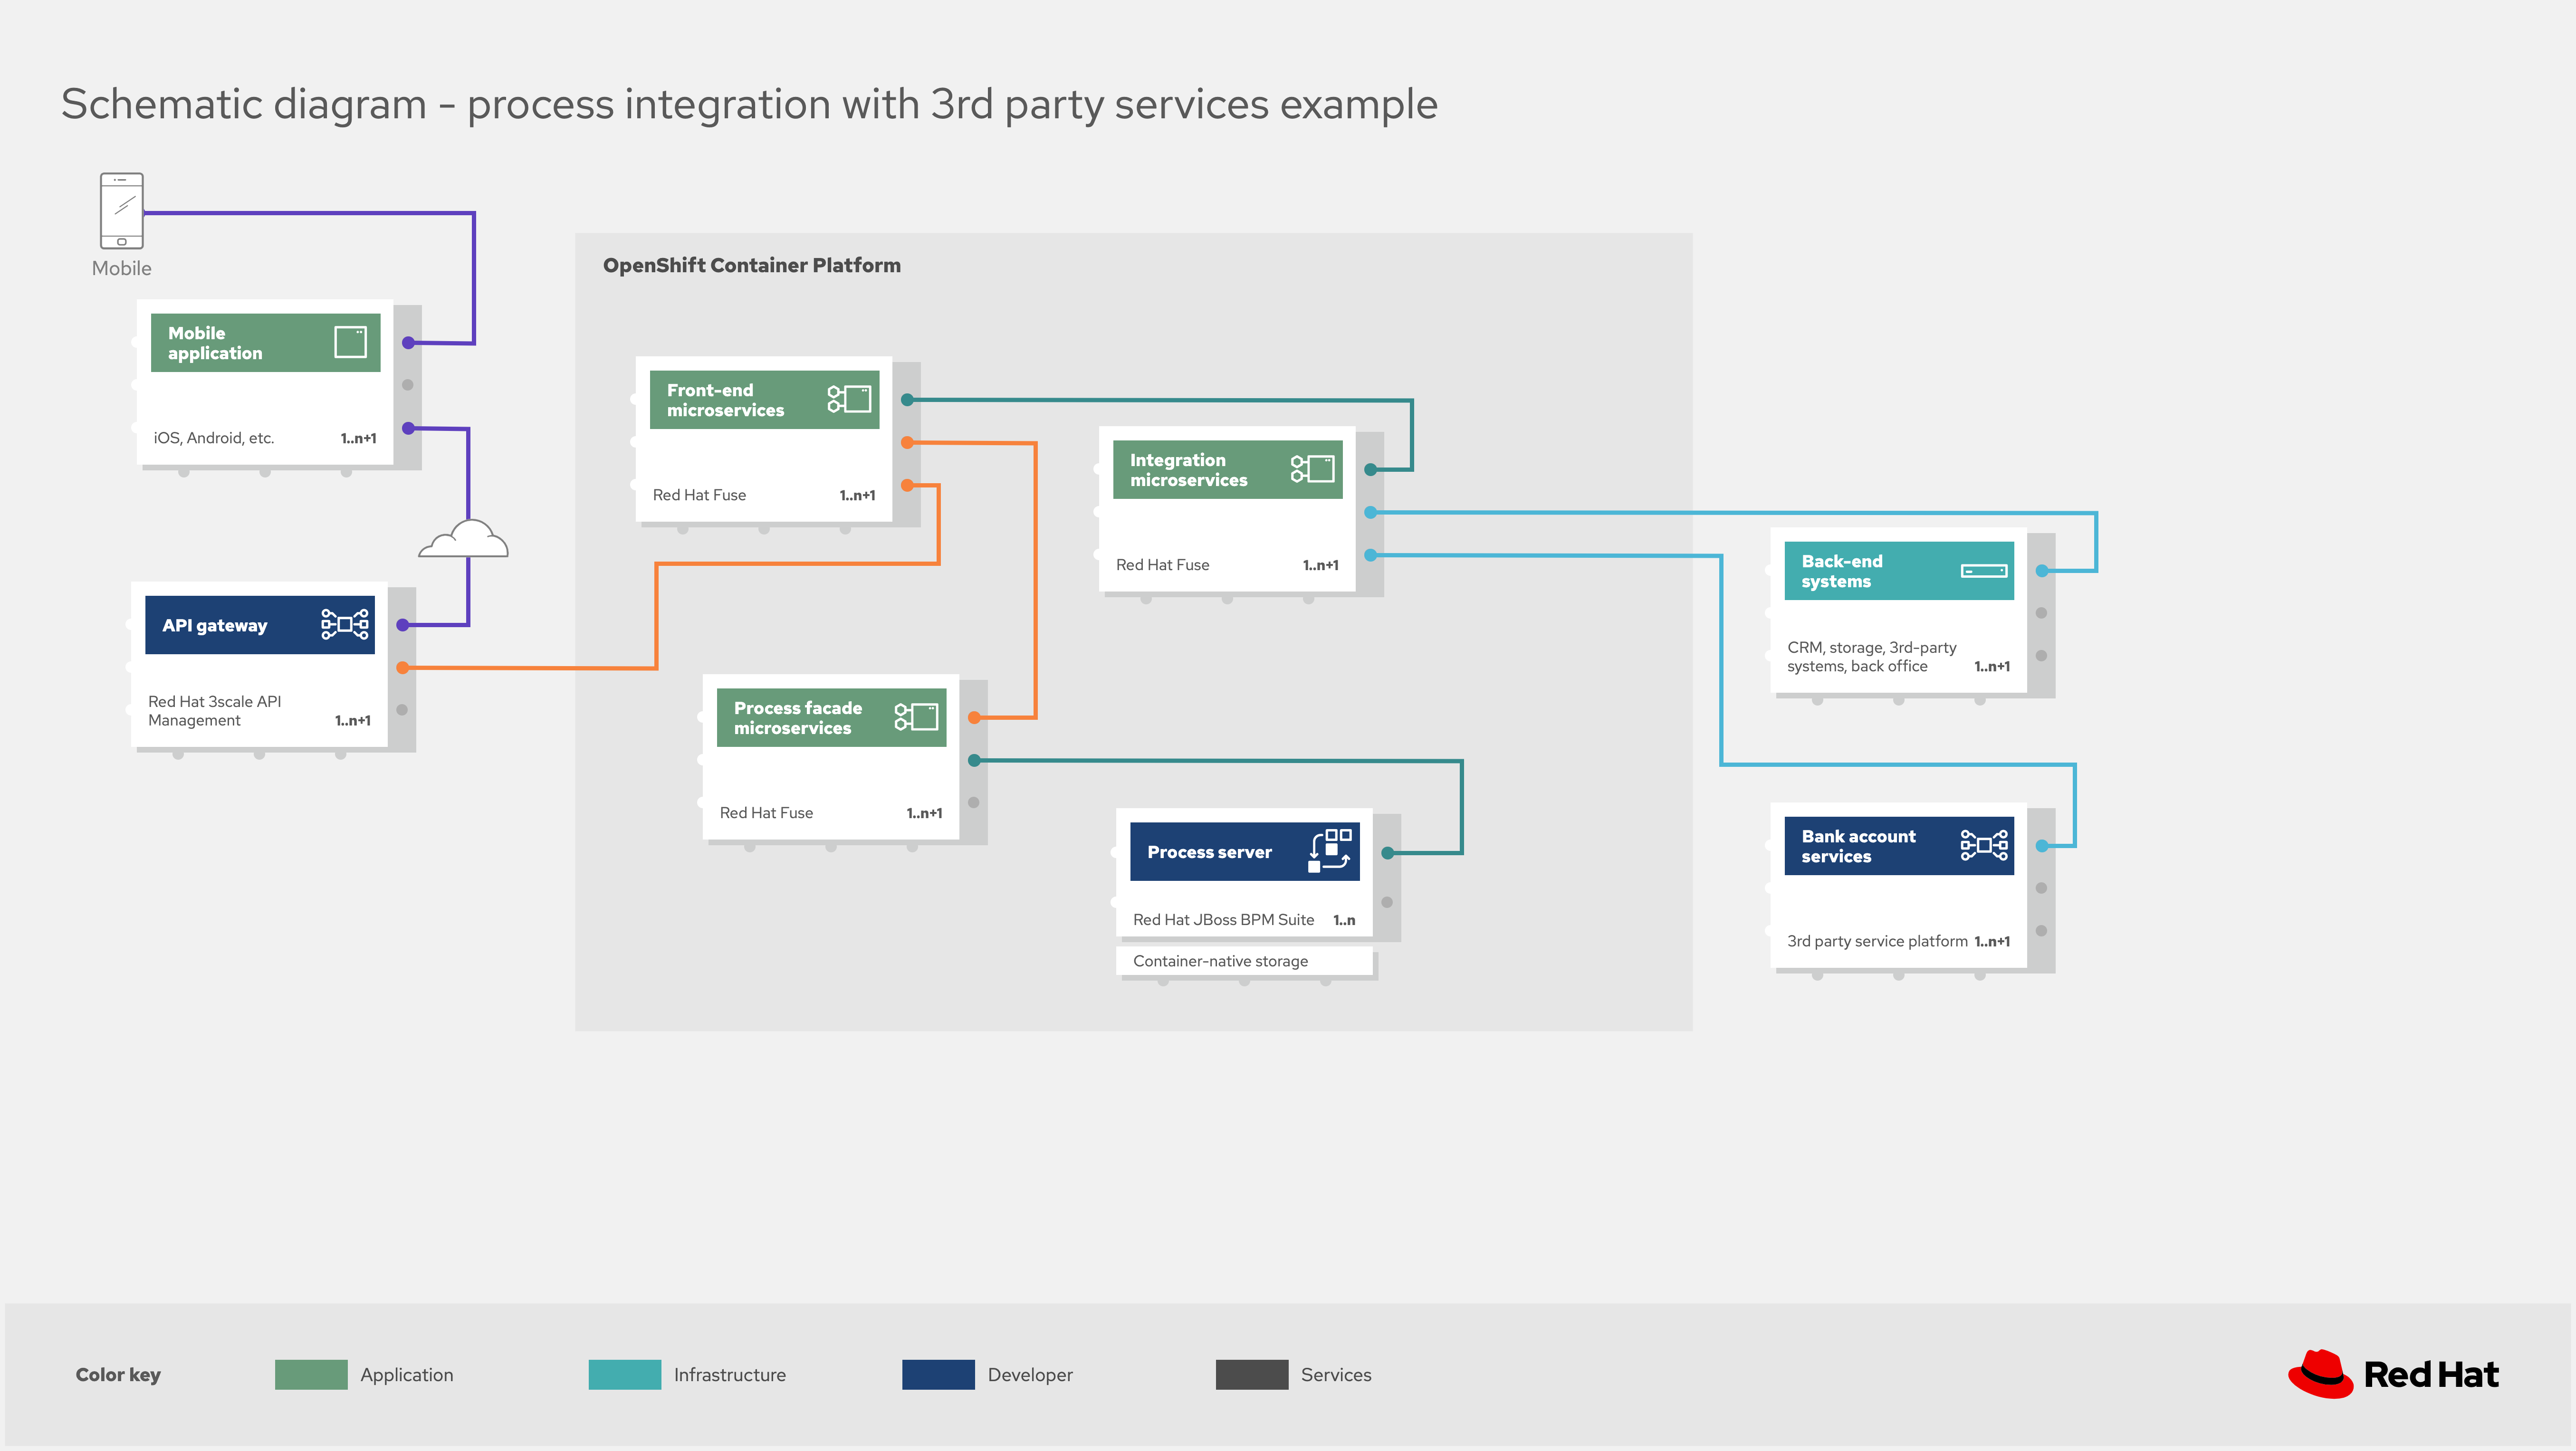 Schematic diagram - process integration with 3rd party services example
Mobile
OpenShift Container Platform
Mobile
application
iOS, Android, etc. 1..n+1
API gateway
Red Hat 3scale API
Management 1..n+1
Front-end
microservices
Red Hat Fuse 1..n+1
Integration
microservices
Red Hat Fuse 1..n+1
Process facade
microservices
Red Hat Fuse 1..n+1
Process server
Red Hat JBoss BPM Suite 1..n
Container-native storage
Back-end
systems
CRM, storage, 3rd-party
systems, back office 1..n+1
Bank account
services
3rd party service platform 1..n+1
Color key
Application
Infrastructure
Developer
Services
Red Hat